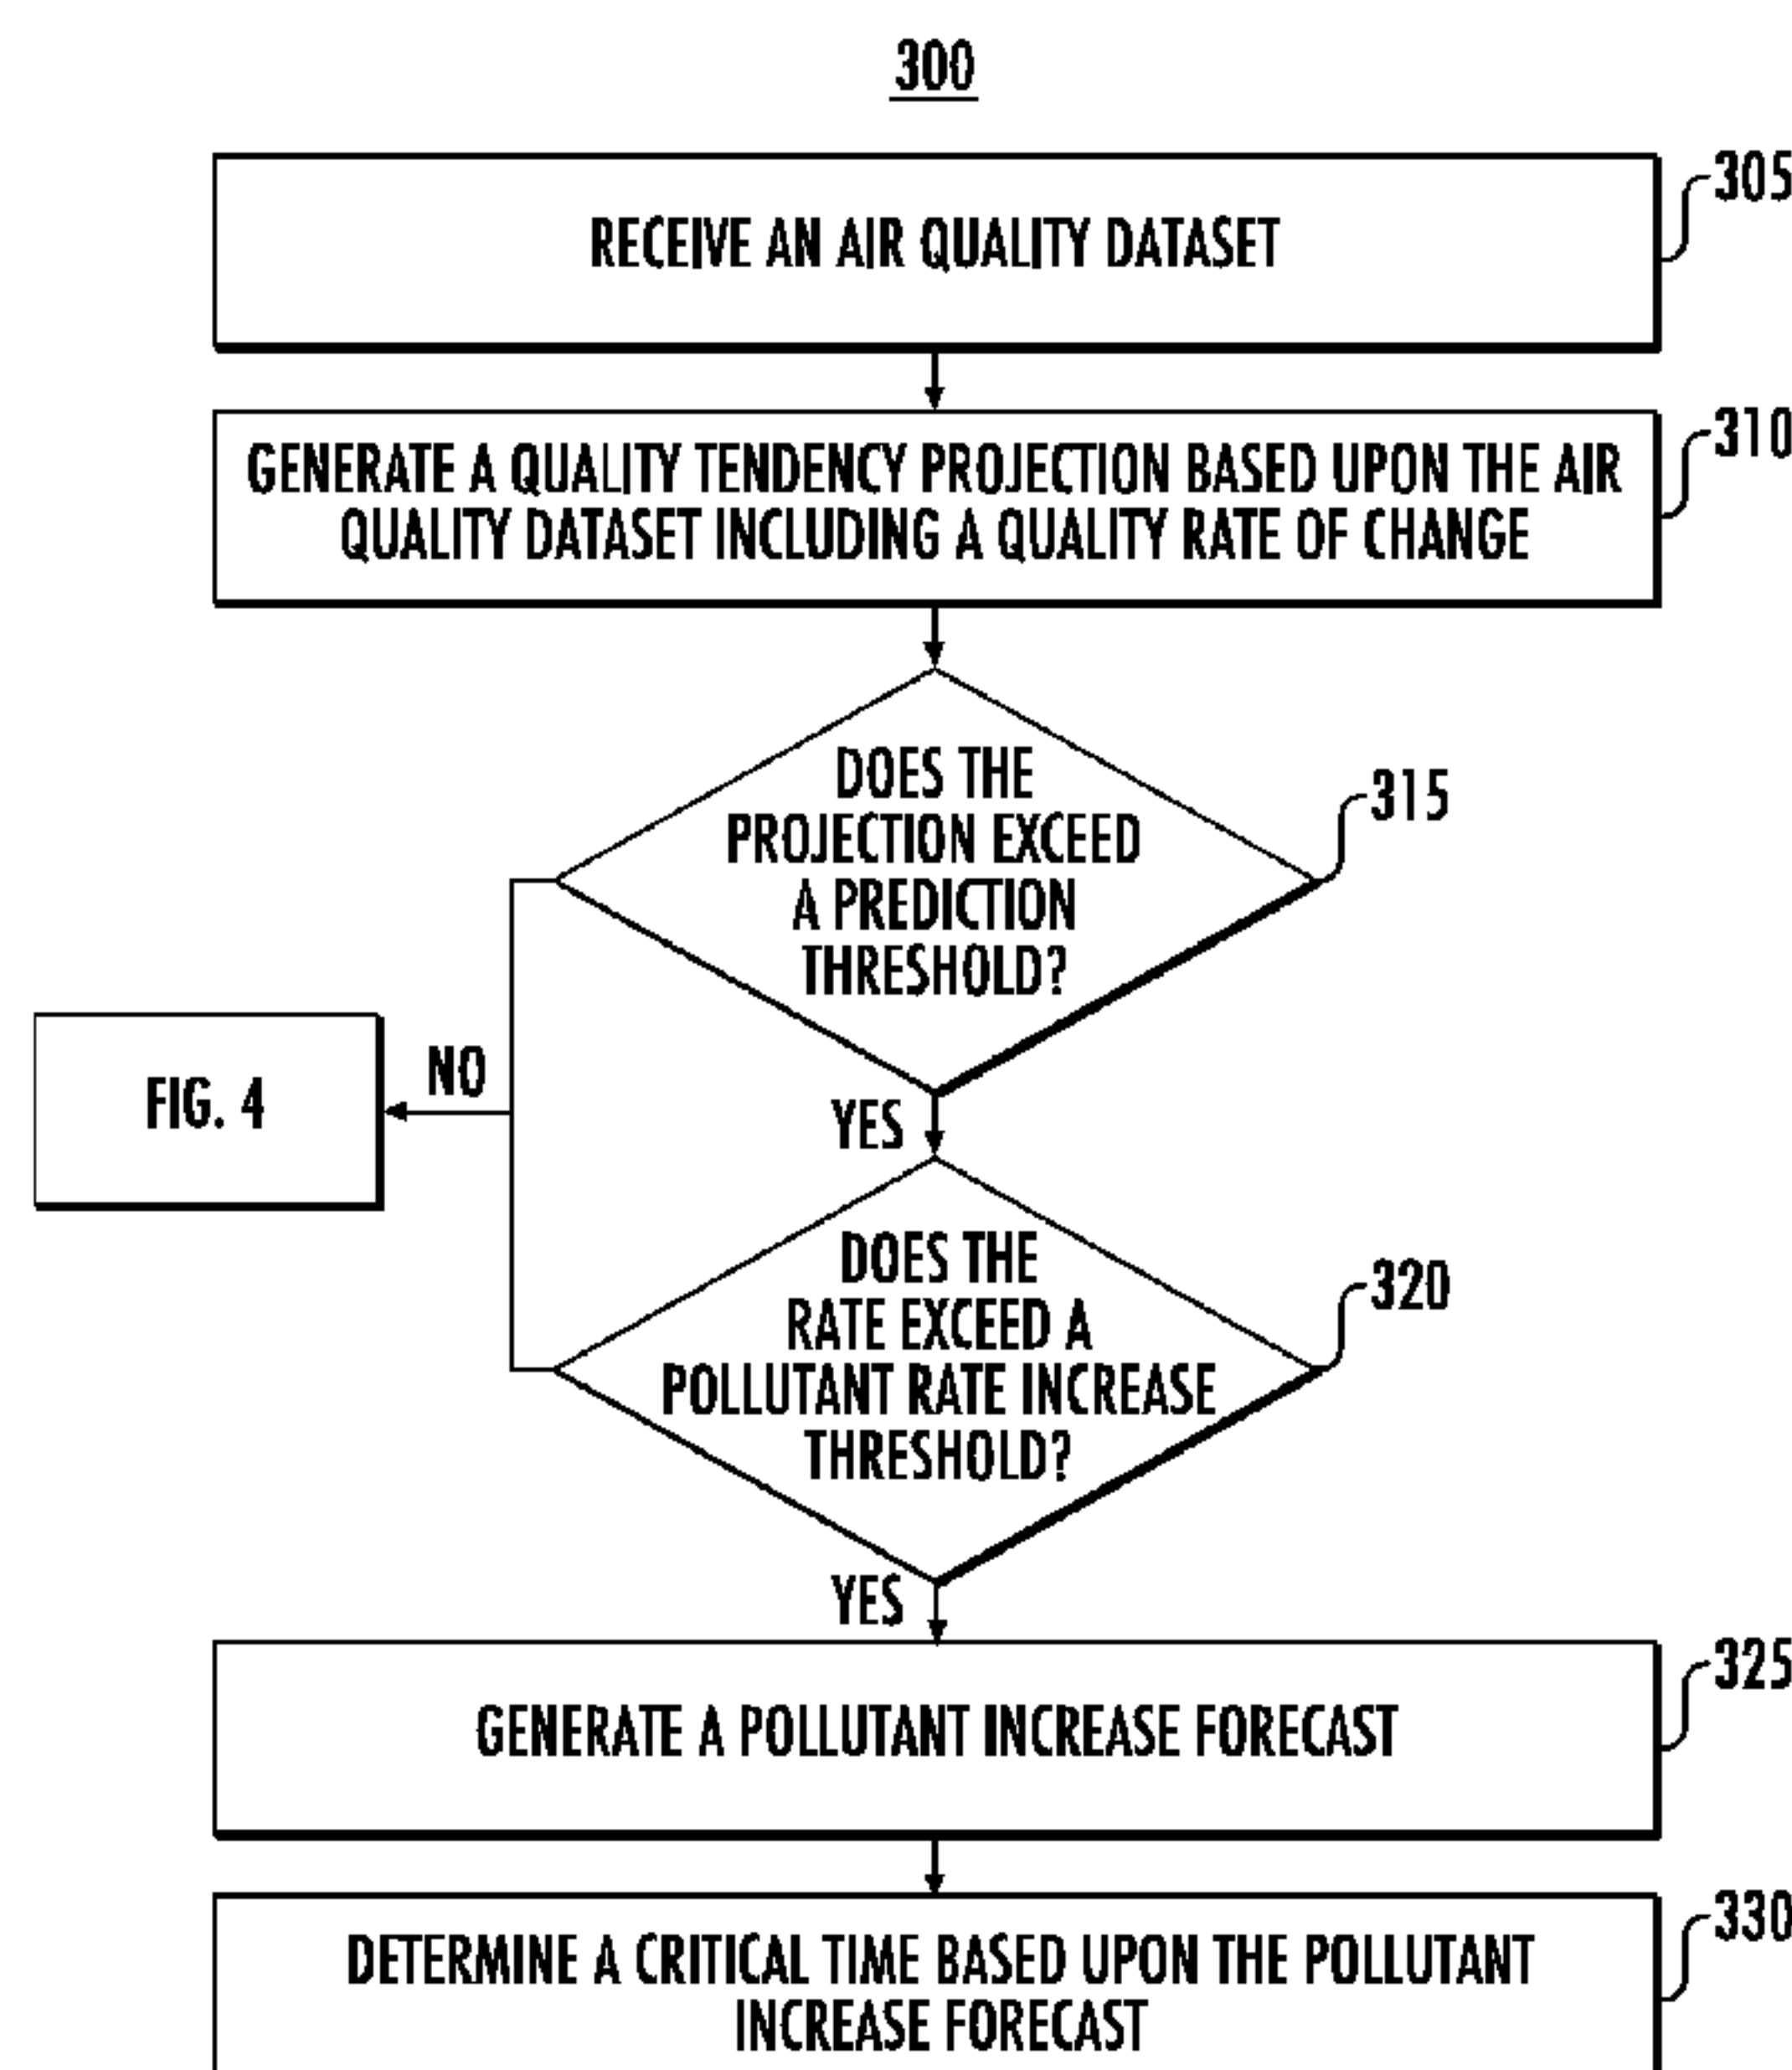 300
RECEIVE AN AIR QUALITY DATASET
305
GENERATE A QUALITY TENDENCY PROJECTION BASED UPON THE AIR
QUALITY DATASET INCLUDING A QUALITY RATE OF CHANGE
310
DOES THE
PROJECTION EXCEED
A PREDICTION
THRESHOLD?
315
FIG. 4
NO
YES
DOES THE
RATE EXCEED A
POLLUTANT RATE INCREASE
THRESHOLD?
320
YES
GENERATE A POLLUTANT INCREASE FORECAST
325
DETERMINE A CRITICAL TIME BASED UPON THE POLLUTANT
INCREASE FORECAST
330